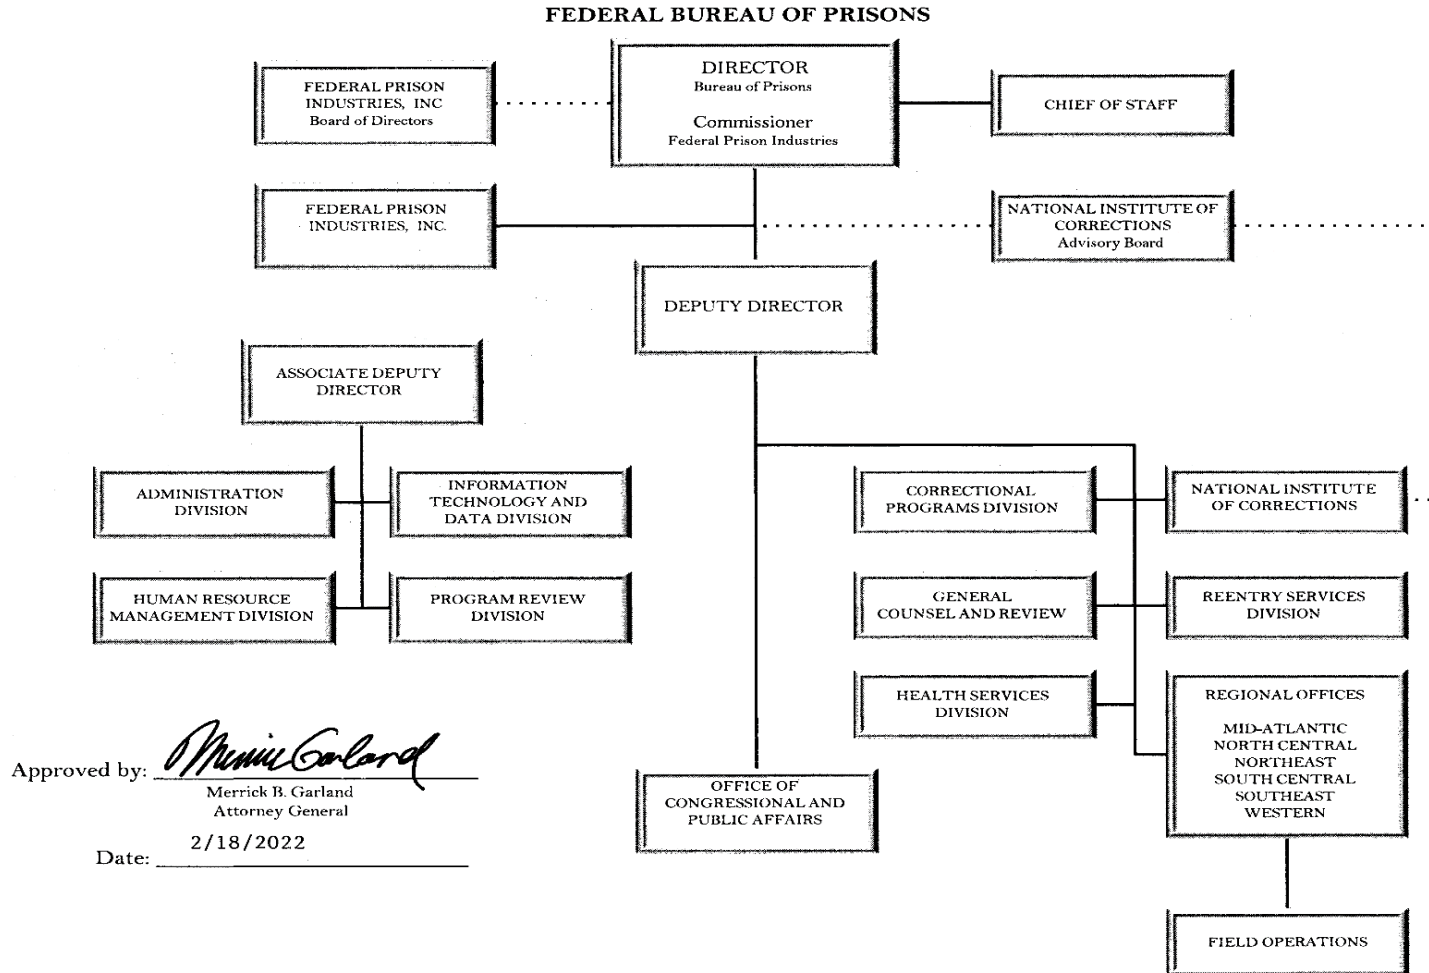 FEDERAL BUREAU OF PRISONS
DIRECTOR
Bureau of Prisons
Commissioner
Federal Prison Industries
FEDERAL PRISON
INDUSTRIES, INC
Board of Directors
CHIEF OF STAFF
FEDERAL PRISON
INDUSTRIES, INC.
NATIONAL INSTITUTE OF
CORRECTIONS
Advisory Board
DEPUTY DIRECTOR
ASSOCIATE DEPUTY
DIRECTOR
ADMINISTRATION
DIVISION
INFORMATION
TECHNOLOGY AND
DATA DIVISION
HUMAN RESOURCE
MANAGEMENT DIVISION
PROGRAM REVIEW
DIVISION
CORRECTIONAL
PROGRAMS DIVISION
NATIONAL INSTITUTE
OF CORRECTIONS
GENERAL
COUNSEL AND REVIEW
REENTRY SERVICES
DIVISION
HEALTH SERVICES
DIVISION
REGIONAL OFFICES
MID-ATLANTIC
NORTH CENTRAL
NORTHEAST
SOUTH CENTRAL
SOUTHEAST
WESTERN
OFFICE OF
CONGRESSIONAL AND
PUBLIC AFFAIRS
FIELD OPERATIONS
Approved by: Merrick Garland
Merrick B. Garland
Attorney General
Date: 2/18/2022